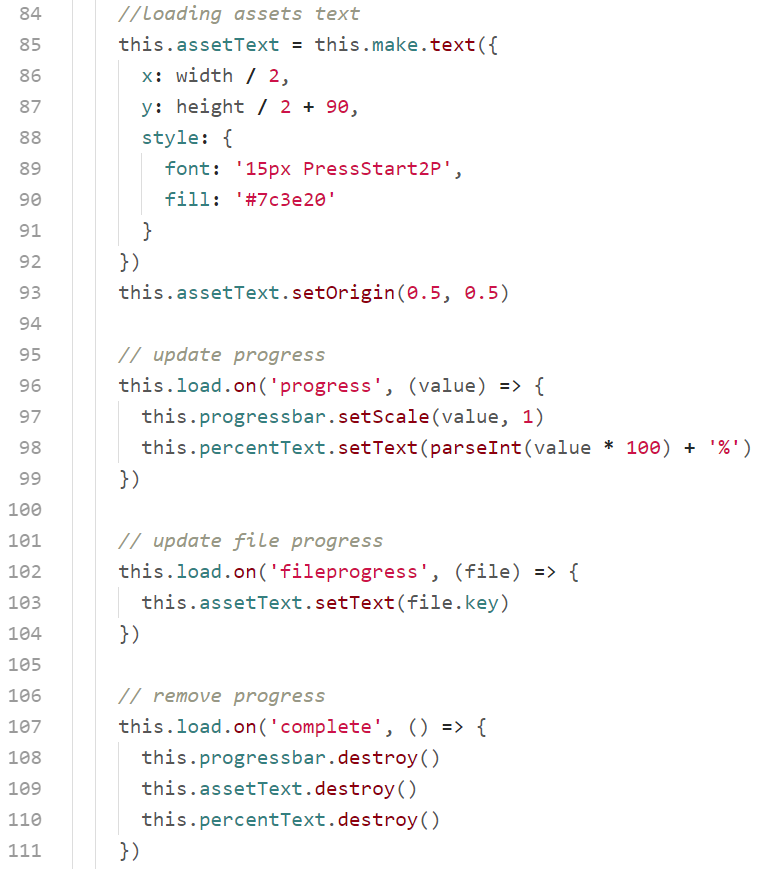 84 //loading assets text
85 this.assetText = this.make.text({
86 x: width / 2,
87 y: height / 2 + 90,
88 style: {
89 font: '15px PressStart2P',
90 fill: '#7c3e20'
91 }
92 })
93 this.assetText.setOrigin(0.5, 0.5)
94
95 // update progress
96 this.load.on('progress', (value) => {
97 this.progressbar.setScale(value, 1)
98 this.percentText.setText(parseInt(value * 100) + '%')
99 })
100
101 // update file progress
102 this.load.on('fileprogress', (file) => {
103 this.assetText.setText(file.key)
104 })
105
106 // remove progress
107 this.load.on('complete', () => {
108 this.progressbar.destroy()
109 this.assetText.destroy()
110 this.percentText.destroy()
111 })